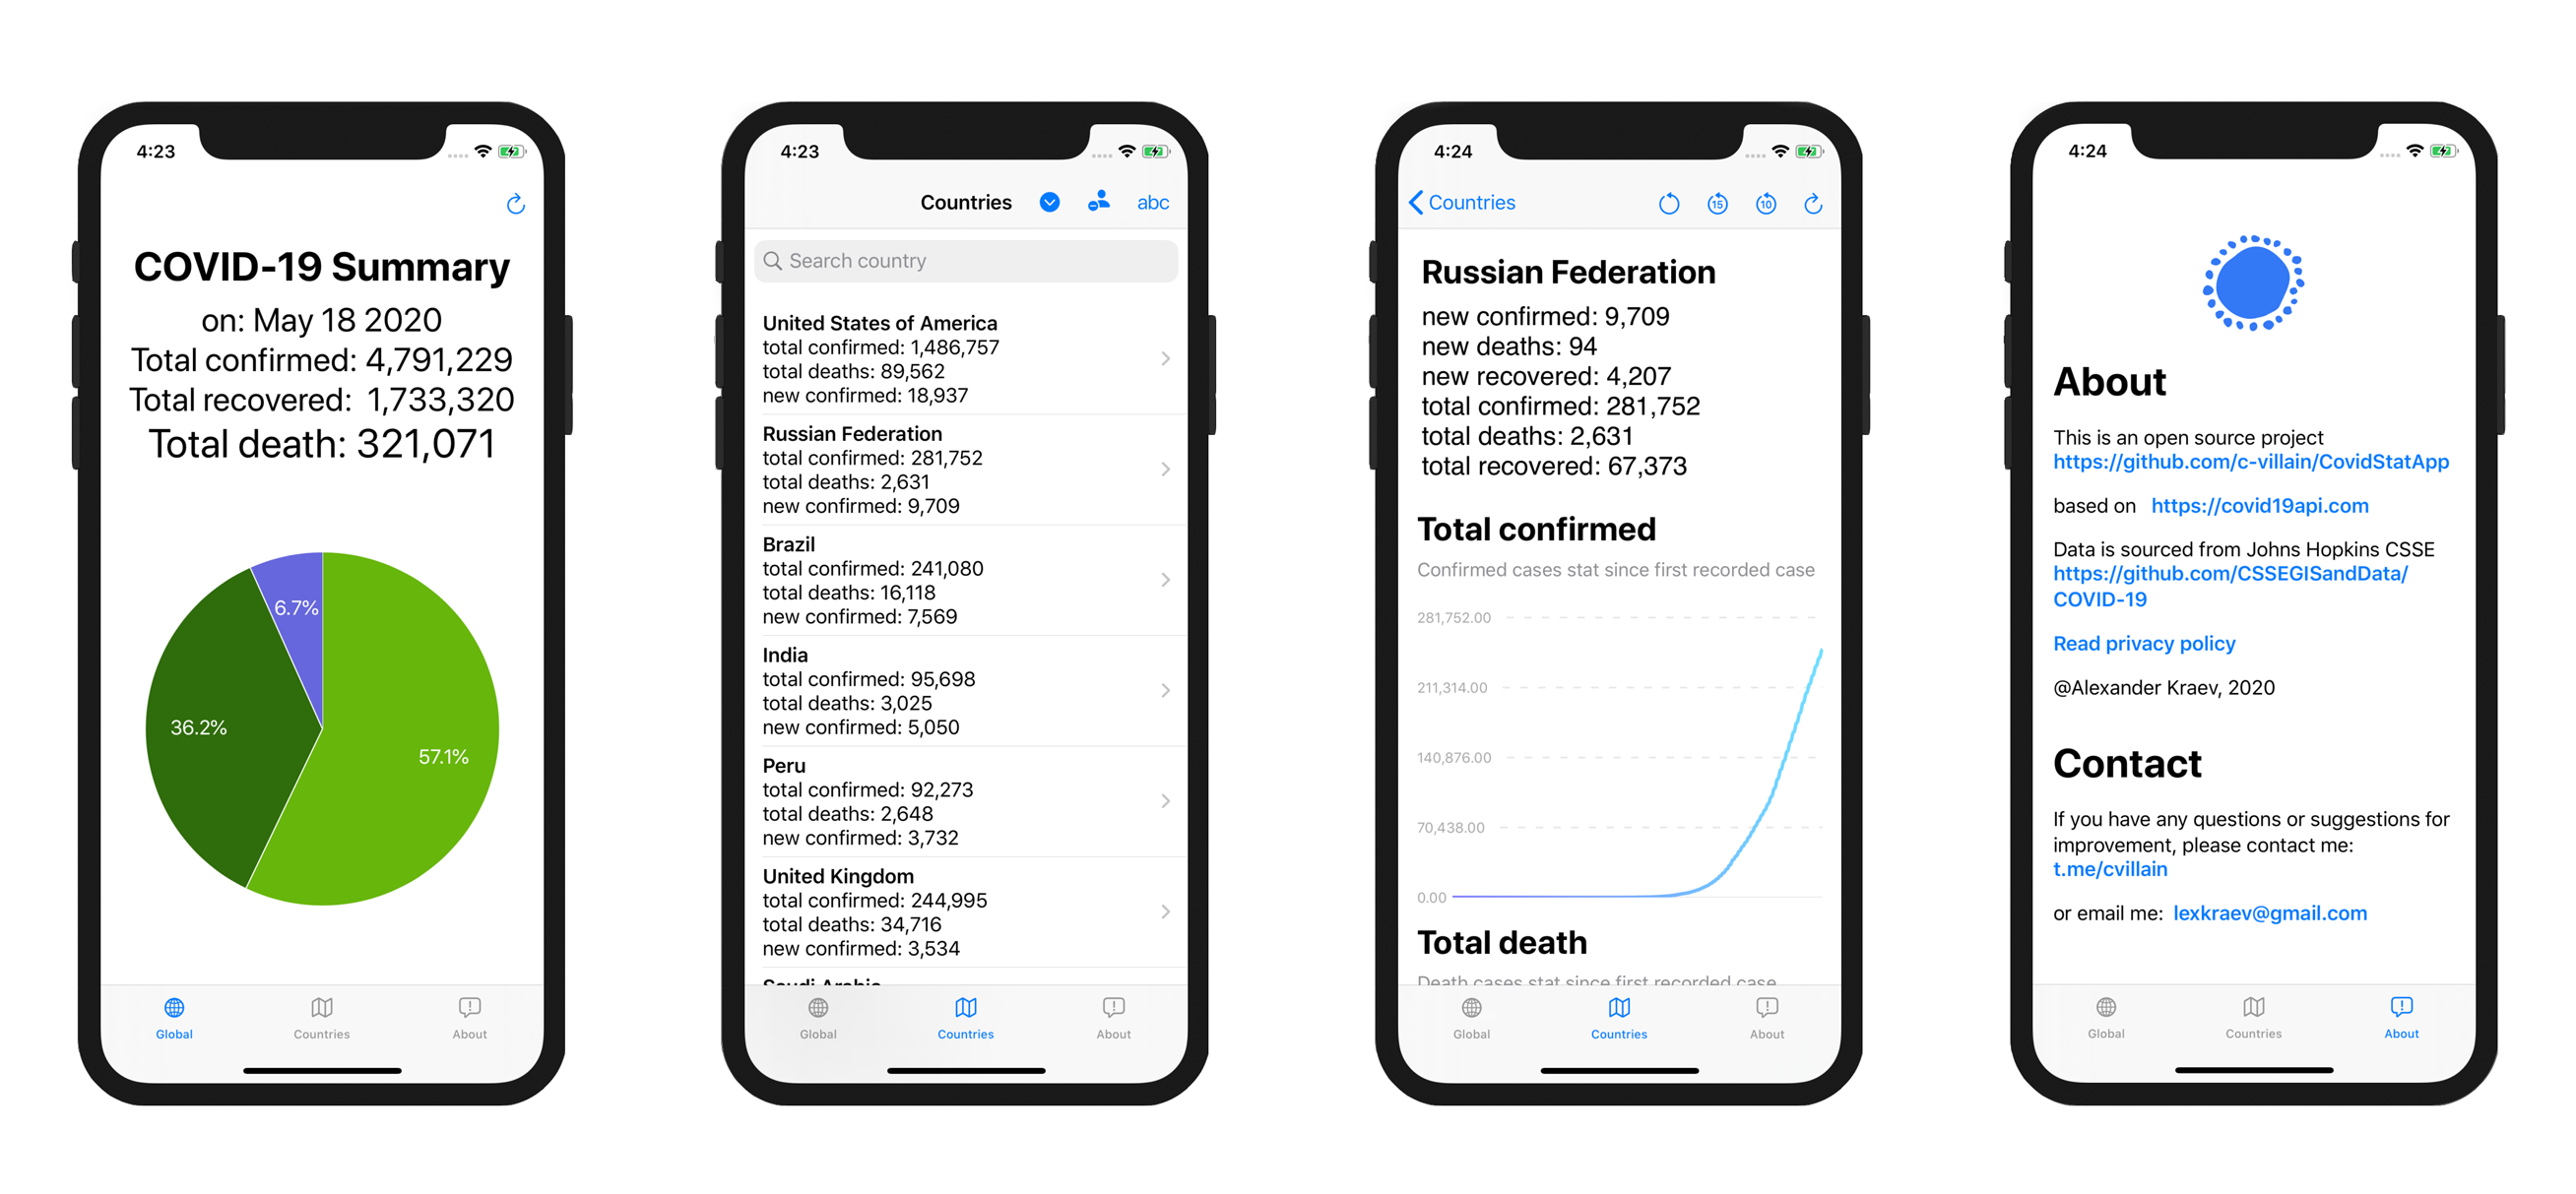 4:23
COVID-19 Summary
on: May 18 2020
Total confirmed: 4,791,229
Total recovered: 1,733,320
Total death: 321,071
6.7%
36.2%
57.1%
Global
Countries
About
4:23
Countries
abc
Search country
United States of America
total confirmed: 1,486,757
total deaths: 89,562
new confirmed: 18,937
Russian Federation
total confirmed: 281,752
total deaths: 2,631
new confirmed: 9,709
Brazil
total confirmed: 241,080
total deaths: 16,118
new confirmed: 7,569
India
total confirmed: 95,698
total deaths: 3,025
new confirmed: 5,050
Peru
total confirmed: 92,273
total deaths: 2,648
new confirmed: 3,732
United Kingdom
total confirmed: 244,995
total deaths: 34,716
new confirmed: 3,534
Saudi Arabia
Global
Countries
About
4:24
Countries
15
10
Russian Federation
new confirmed: 9,709
new deaths: 94
new recovered: 4,207
total confirmed: 281,752
total deaths: 2,631
total recovered: 67,373
Total confirmed
Confirmed cases stat since first recorded case
281,752.00
211,314.00
140,876.00
70,438.00
0.00
Total death
Death cases stat since first recorded case
Global
Countries
About
4:24
About
This is an open source project
https://github.com/c-villain/CovidStatApp
based on https://covid19api.com
Data is sourced from Johns Hopkins CSSE
https://github.com/CSSEGISandData/
COVID-19
Read privacy policy
@Alexander Kraev, 2020
Contact
If you have any questions or suggestions for
improvement, please contact me:
t.me/cvillain
or email me: lexkraev@gmail.com
Global
Countries
About